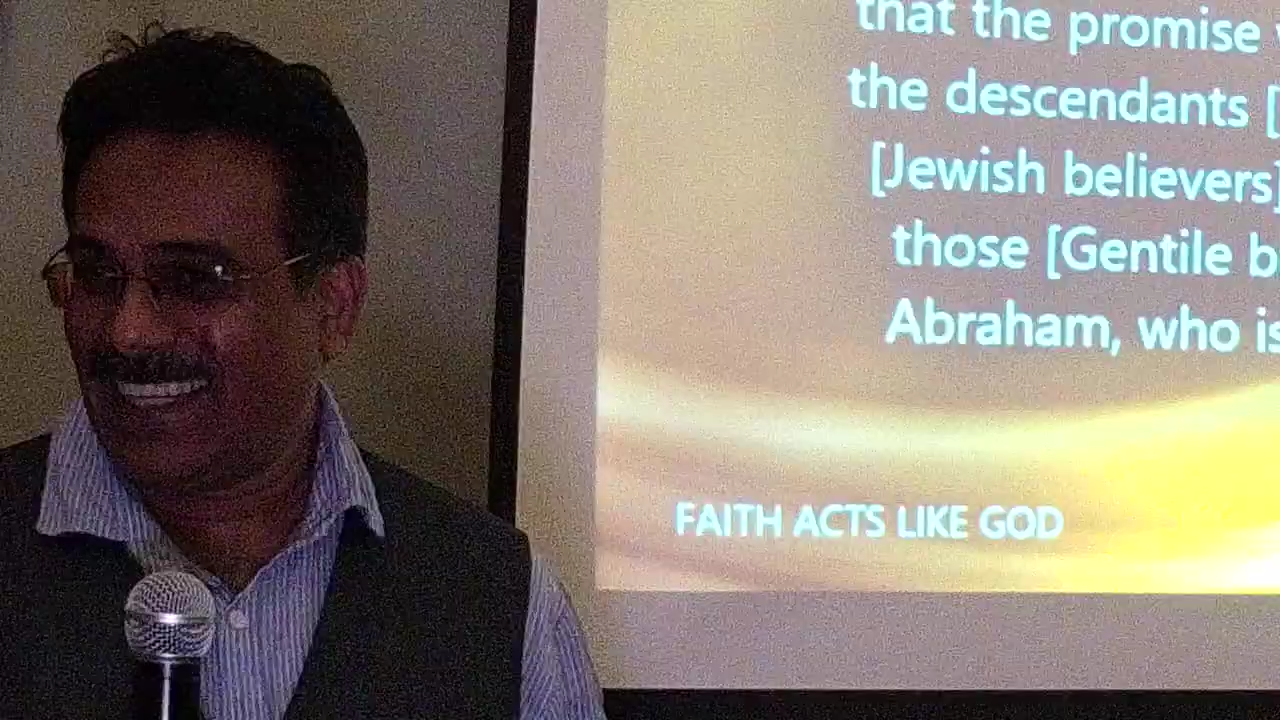 that the promise
the descendants [
[Jewish believers]
those [Gentile b
Abraham, who is
FAITH ACTS LIKE GOD